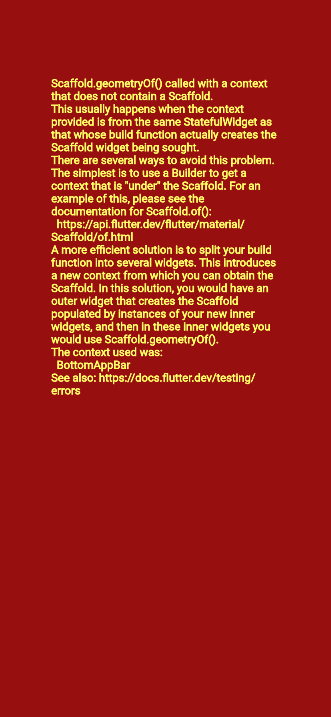 Scaffold.geometryOf() called with a context
that does not contain a Scaffold.
This usually happens when the context
provided is from the same StatefulWidget as
that whose build function actually creates the
Scaffold widget being sought.
There are several ways to avoid this problem.
The simplest is to use a Builder to get a
context that is "under" the Scaffold. For an
example of this, please see the
documentation for Scaffold.of():
  https://api.flutter.dev/flutter/material/
Scaffold/of.html
A more efficient solution is to split your build
function into several widgets. This introduces
a new context from which you can obtain the
Scaffold. In this solution, you would have an
outer widget that creates the Scaffold
populated by instances of your new inner
widgets, and then in these inner widgets you
would use Scaffold.geometryOf().
The context used was:
  BottomAppBar
See also: https://docs.flutter.dev/testing/
errors